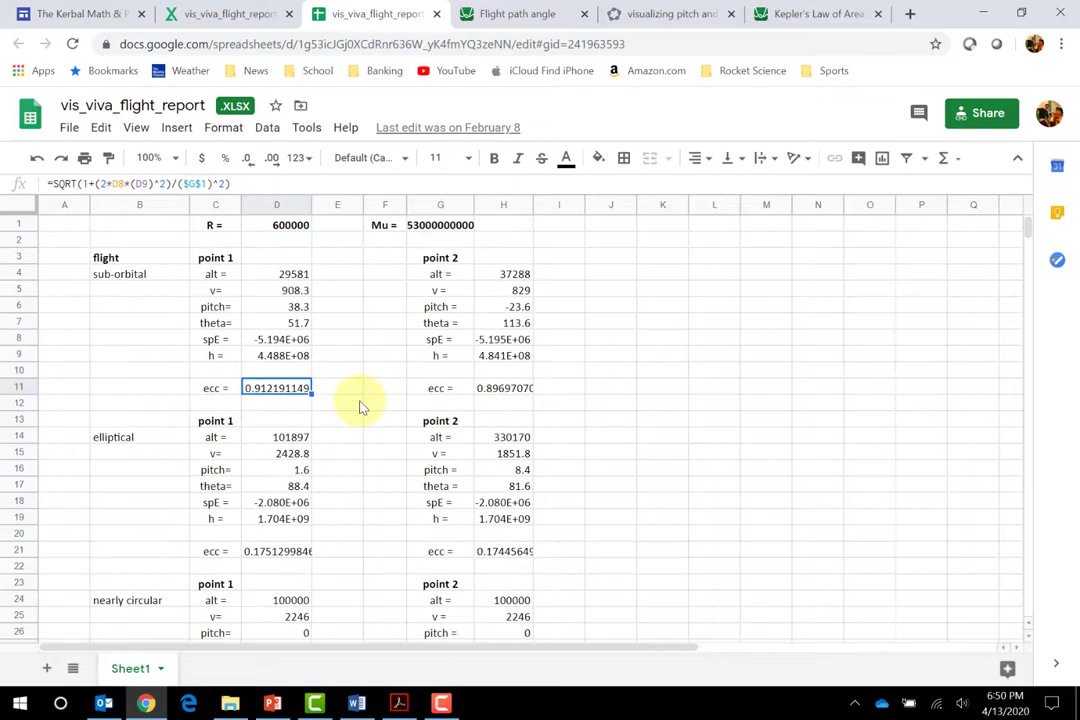 The Kerbal Math & P
vis_viva_flight_report
vis_viva_flight_report
Flight path angle
visualizing pitch and
Kepler's Law of Area
docs.google.com/spreadsheets/d/1g53icJGj0XCdRnr636W_yK4fmYQ3zeNN/edit#gid=241963593
Apps Bookmarks Weather News School Banking YouTube iCloud Find iPhone Amazon.com Rocket Science Sports
vis_viva_flight_report .XLSX
Share
File Edit View Insert Format Data Tools Help Last edit was on February 8
100% $ % .0 .00 123 Default (Ca... 11 B I S A
fx =SQRT(1+(2*D8*(D9)^2)/($G$1)^2)
A B C D E F G H I J K L M N O P Q
1 R = 600000 Mu = 53000000000
2
3 flight point 1 point 2
4 sub-orbital alt = 29581 alt = 37288
5 v= 908.3 v = 829
6 pitch= 38.3 pitch = -23.6
7 theta= 51.7 theta = 113.6
8 spE = -5.194E+06 spE = -5.195E+06
9 h = 4.488E+08 h = 4.841E+08
10
11 ecc = 0.912191149 ecc = 0.89697070
12
13 point 1 point 2
14 elliptical alt = 101897 alt = 330170
15 v= 2428.8 v = 1851.8
16 pitch= 1.6 pitch = 8.4
17 theta= 88.4 theta = 81.6
18 spE = -2.080E+06 spE = -2.080E+06
19 h = 1.704E+09 h = 1.704E+09
20
21 ecc = 0.1751299846 ecc = 0.17445649
22
23 point 1 point 2
24 nearly circular alt = 100000 alt = 100000
25 v= 2246 v = 2246
26 pitch= 0 pitch = 0
Sheet1
6:50 PM
4/13/2020